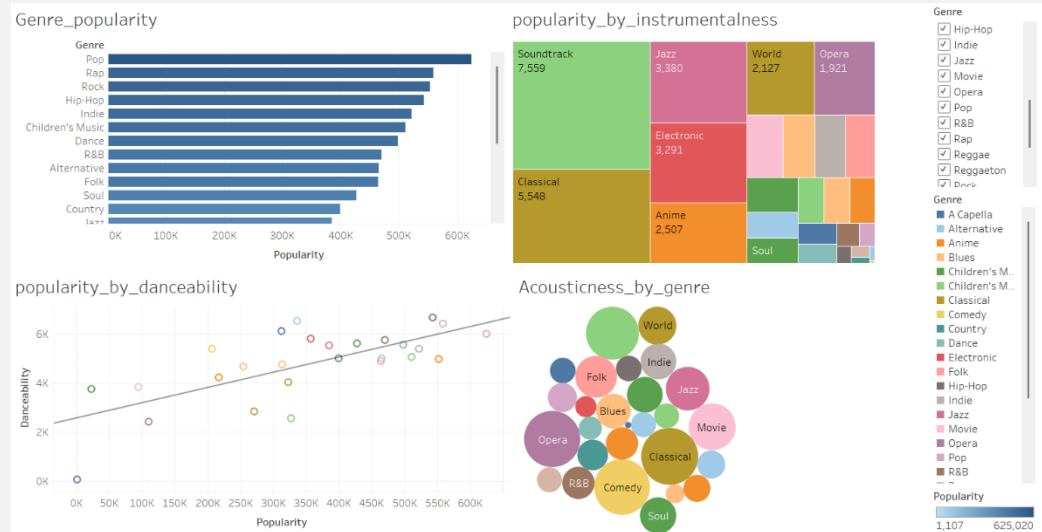 Genre_popularity
Genre
Pop
Rap
Rock
Hip-Hop
Indie
Children's Music
Dance
R&B
Alternative
Folk
Soul
Country
Jazz
0K 100K 200K 300K 400K 500K 600K
Popularity
popularity_by_instrumentalness
Soundtrack
7,559
Classical
5,548
Jazz
3,380
Electronic
3,291
Anime
2,507
World
2,127
Opera
1,921
Soul
popularity_by_danceability
Danceability
6K
4K
2K
0K
0K 50K 100K 150K 200K 250K 300K 350K 400K 450K 500K 550K 600K
Popularity
Acousticness_by_genre
World
Indie
Folk
Jazz
Blues
Movie
Opera
Classical
R&B
Comedy
Soul
Genre
Hip-Hop
Indie
Jazz
Movie
Opera
Pop
R&B
Rap
Reggae
Reggaeton
Rock
Genre
A Capella
Alternative
Anime
Blues
Children's M..
Children's M..
Classical
Comedy
Country
Dance
Electronic
Folk
Hip-Hop
Indie
Jazz
Movie
Opera
Pop
R&B
Popularity
1,107 625,020